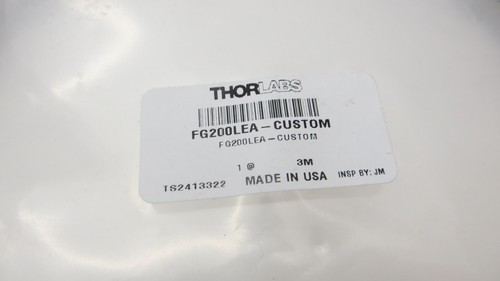 THORLABS
FG200LEA-CUSTOM
FG200LEA-CUSTOM
1 @ 3M
TS2413322 MADE IN USA INSP BY: JM